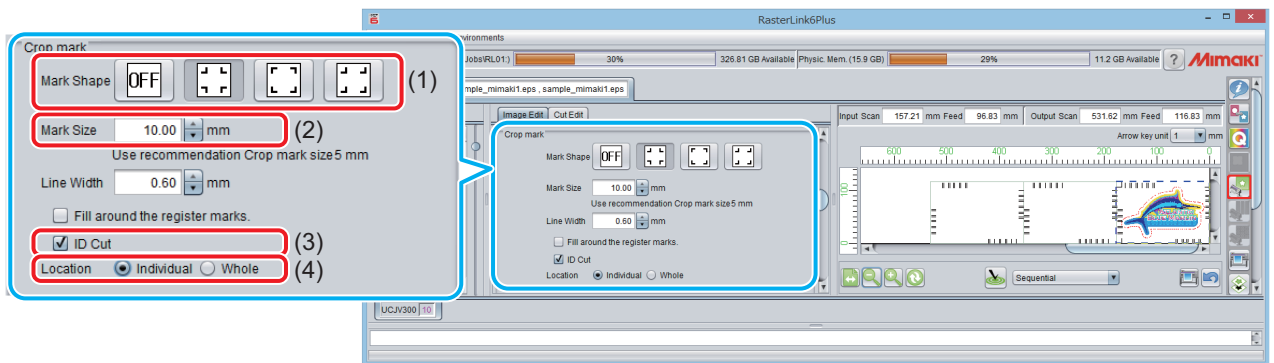 Crop mark
Mark Shape OFF (1)
Mark Size 10.00 mm (2)
Use recommendation Crop mark size5 mm
Line Width 0.60 mm
Fill around the register marks.
ID Cut (3)
Location Individual Whole (4)
RasterLink6Plus
vironments
Jobs\RL01:) 30% 326.81 GB Available Physic. Mem. (15.9 GB) 29% 11.2 GB Available ? Mimaki
mple_mimaki1.eps , sample_mimaki1.eps
Image Edit Cut Edit
Input Scan 157.21 mm Feed 96.83 mm Output Scan 531.62 mm Feed 116.83 mm
Arrow key unit 1 mm
600 500 400 300 200 100 0
100 0
Crop mark
Mark Shape OFF
Mark Size 10.00 mm
Use recommendation Crop mark size5 mm
Line Width 0.60 mm
Fill around the register marks.
ID Cut
Location Individual Whole
Sequential
UCJV300 10